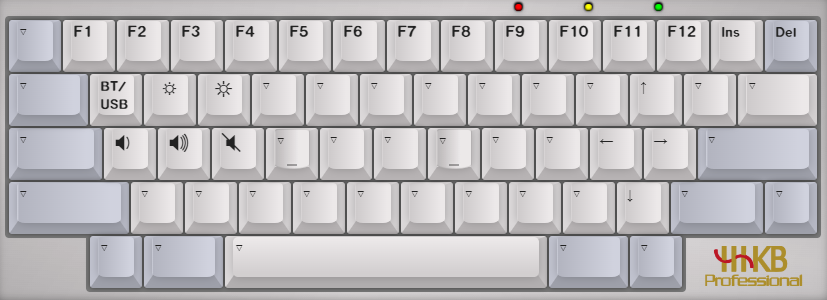 F1 F2 F3 F4 F5 F6 F7 F8 F9 F10 F11 F12 Ins Del
BT/
USB
↑
← →
↓
HHKB
Professional